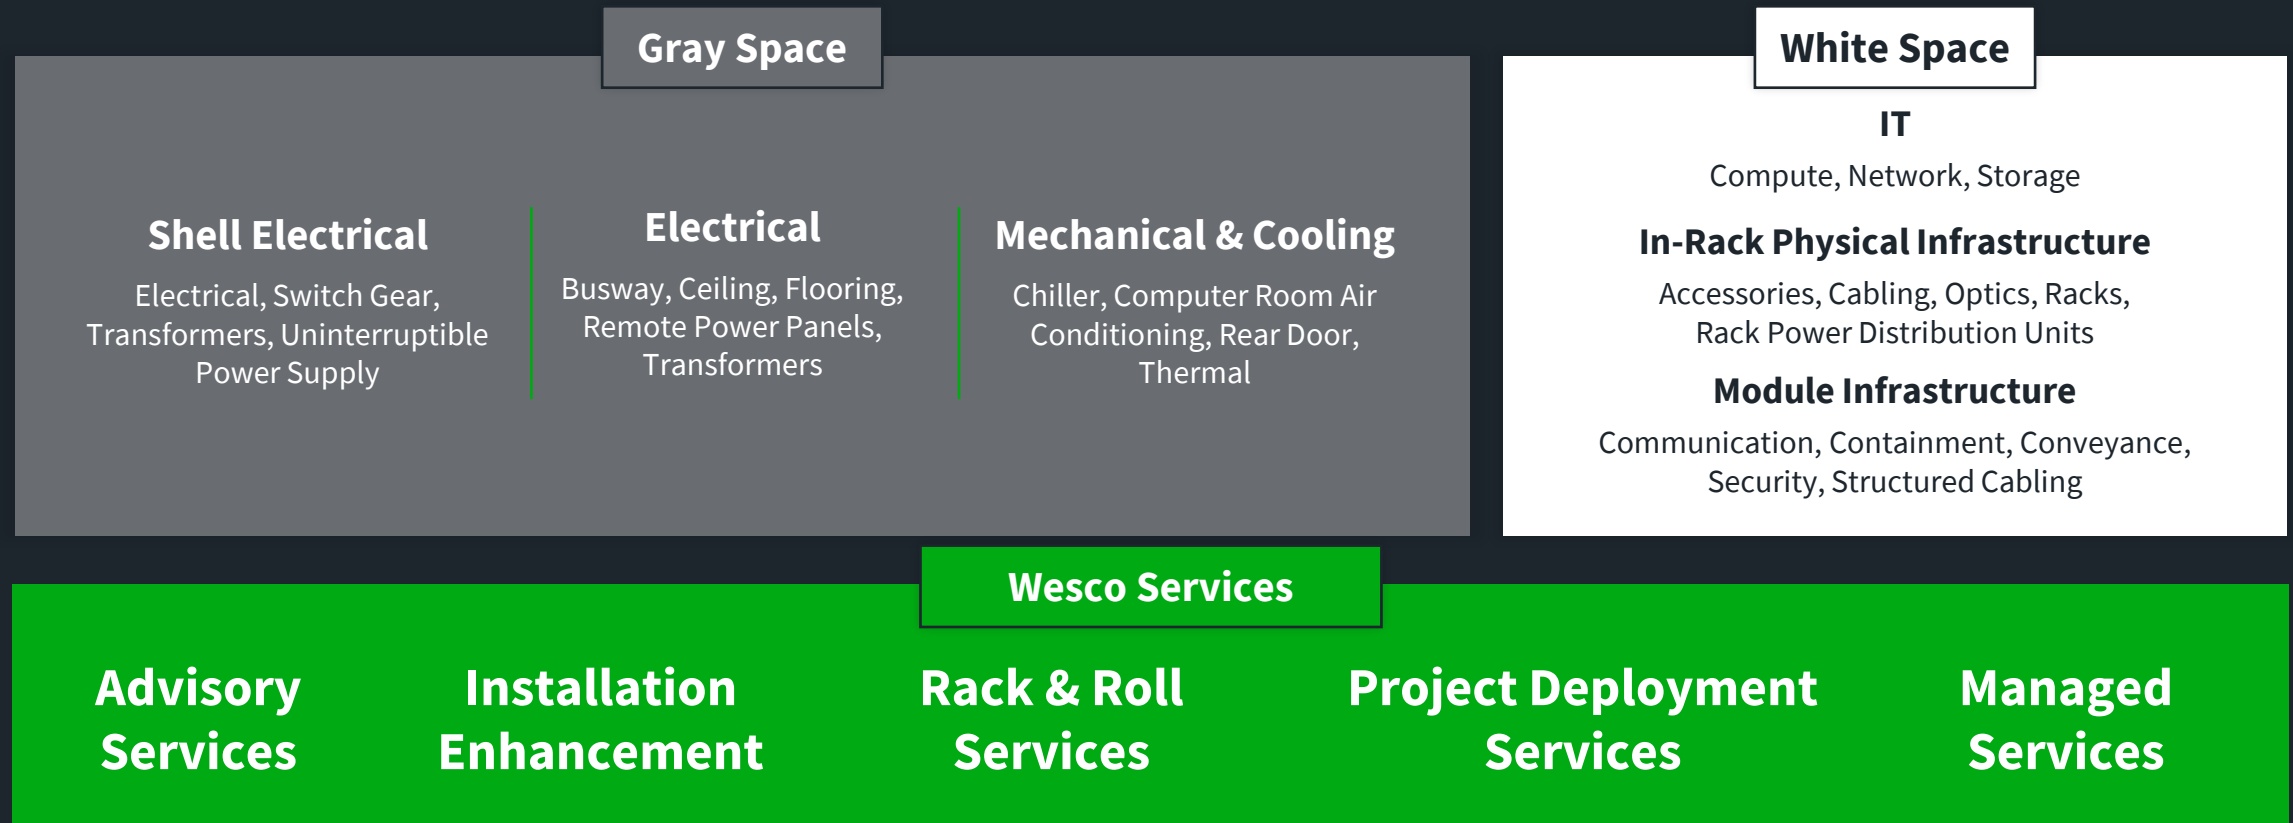 Gray Space
Shell Electrical
Electrical, Switch Gear,
Transformers, Uninterruptible
Power Supply
Electrical
Busway, Ceiling, Flooring,
Remote Power Panels,
Transformers
Mechanical & Cooling
Chiller, Computer Room Air
Conditioning, Rear Door,
Thermal
White Space
IT
Compute, Network, Storage
In-Rack Physical Infrastructure
Accessories, Cabling, Optics, Racks,
Rack Power Distribution Units
Module Infrastructure
Communication, Containment, Conveyance,
Security, Structured Cabling
Wesco Services
Advisory
Services
Installation
Enhancement
Rack & Roll
Services
Project Deployment
Services
Managed
Services